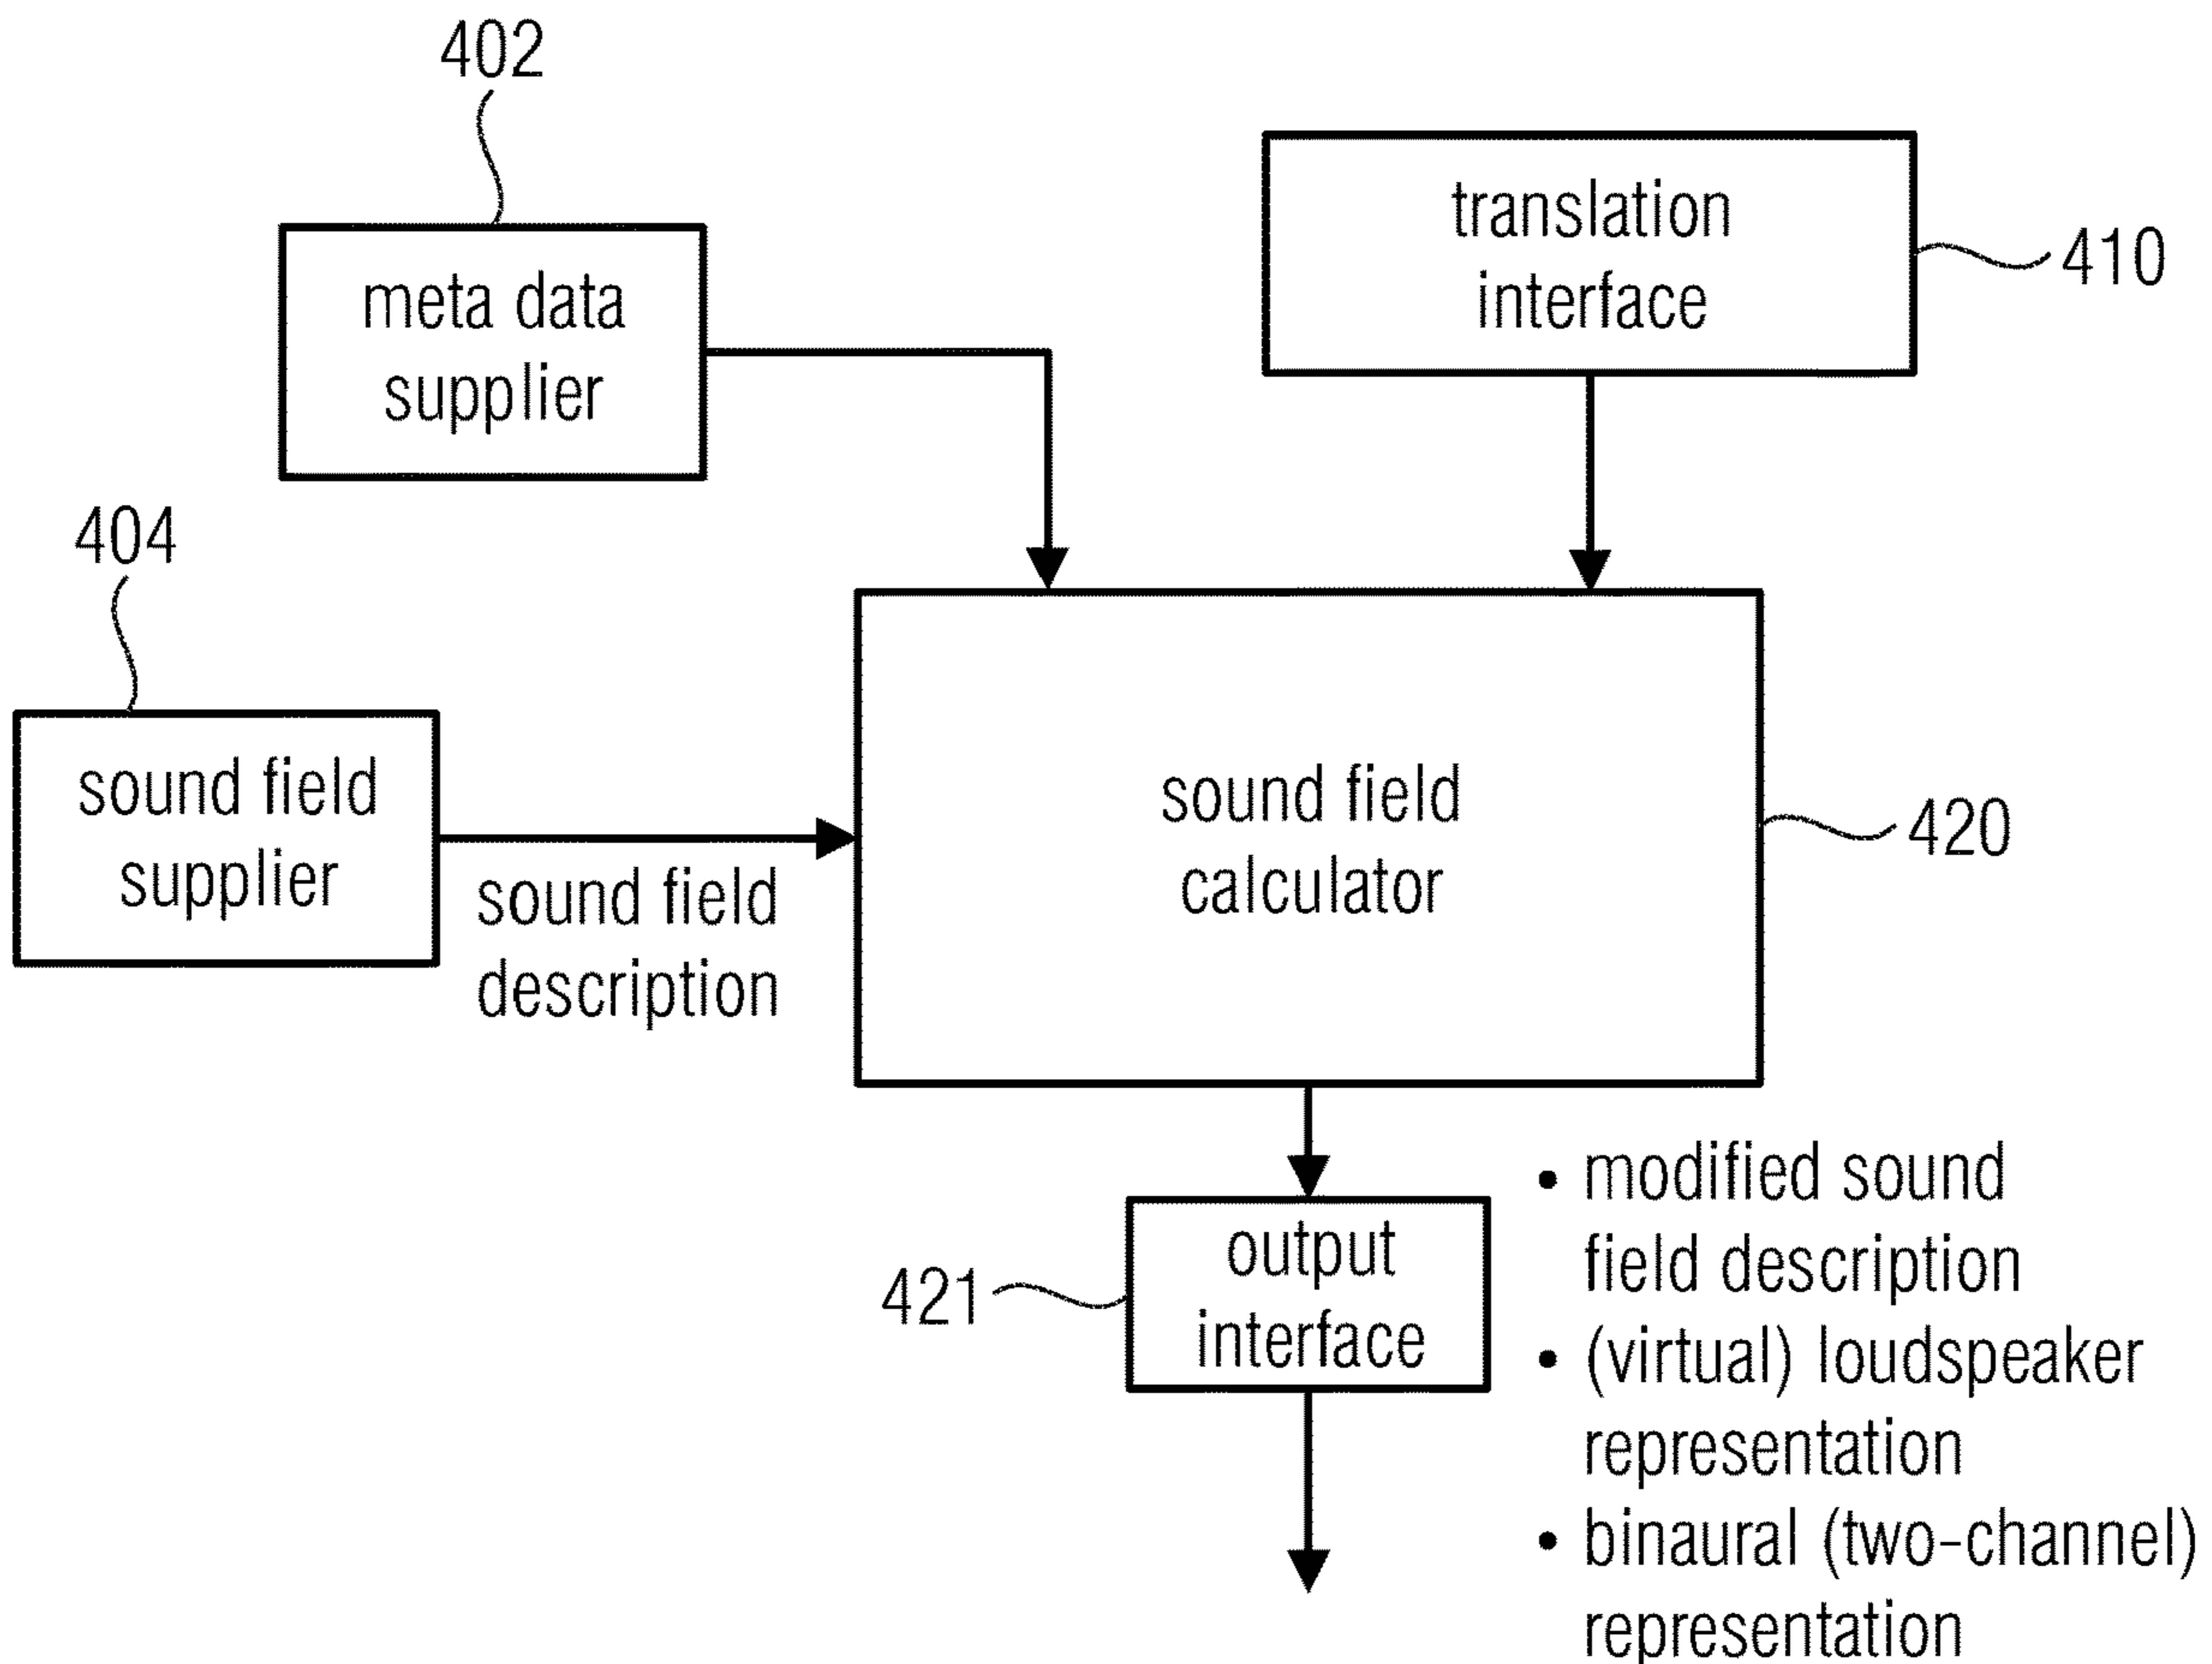 402
translation
interface
410
meta data
supplier
404
sound field
supplier
sound field
description
sound field
calculator
420
output
interface
421
• modified sound
field description
• (virtual) loudspeaker
representation
• binaural (two-channel)
representation